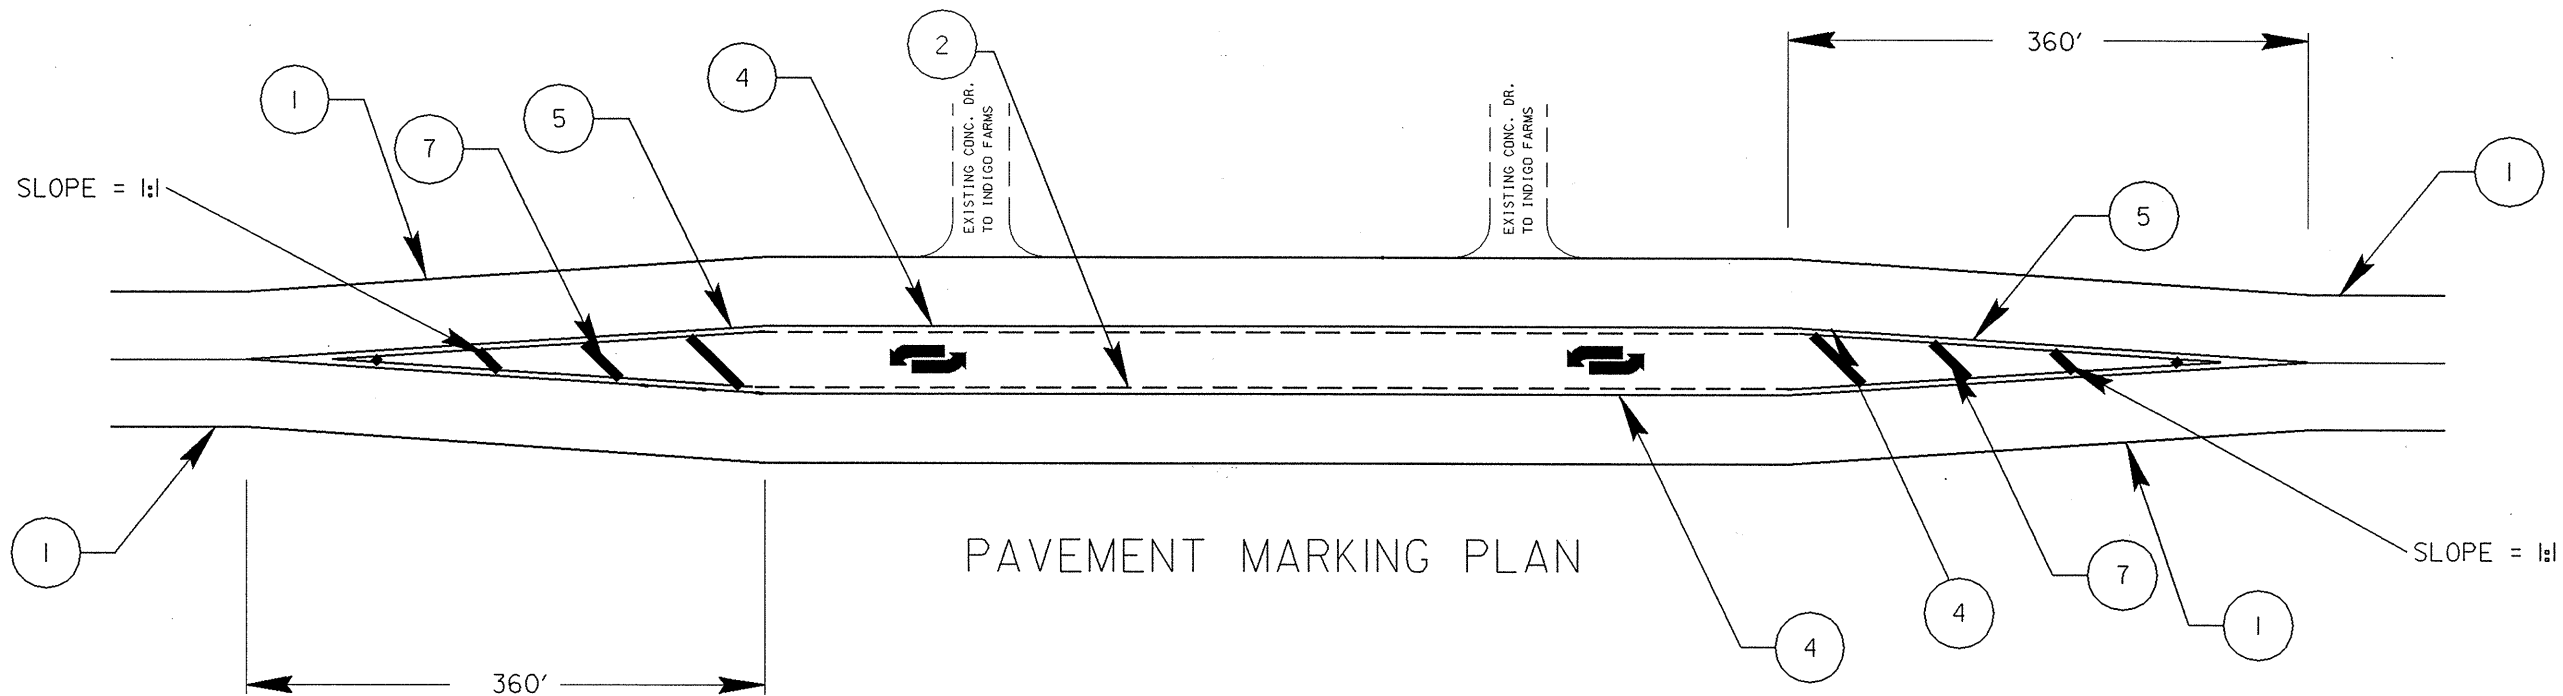 360'
2
4
1
5
7
EXISTING CONC. DR.
TO INDIGO FARMS
EXISTING CONC. DR.
TO INDIGO FARMS
1
5
SLOPE = 1:1
PAVEMENT MARKING PLAN
SLOPE = 1:1
1
7
4
1
4
360'